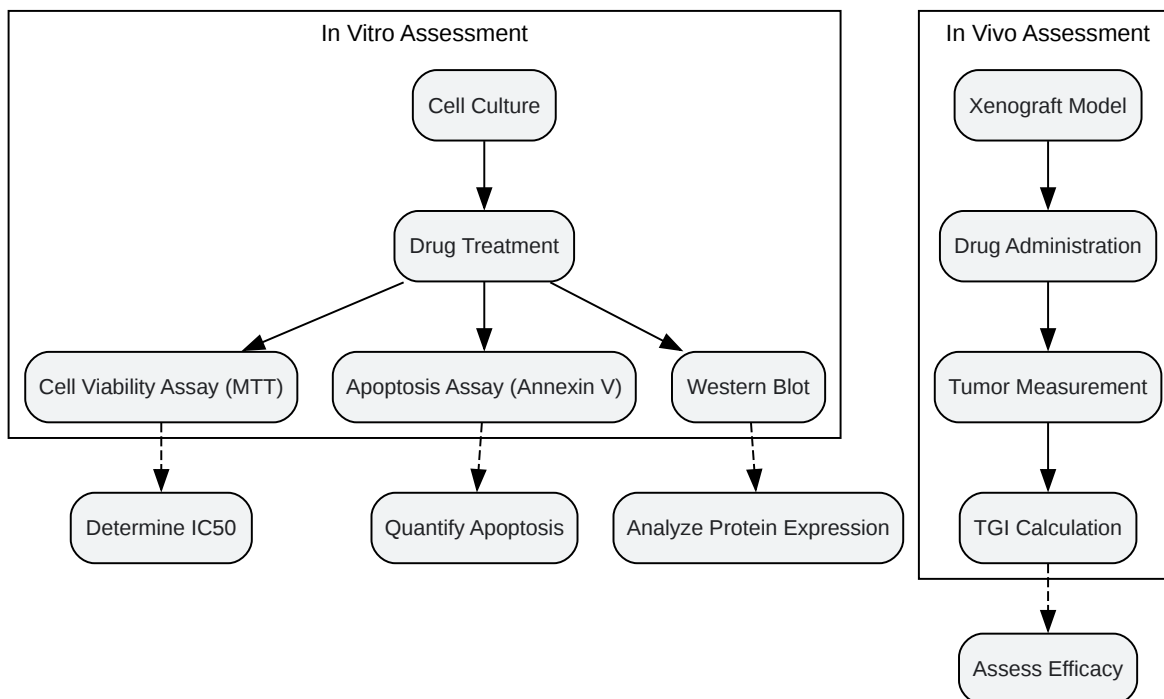 In Vitro Assessment
Cell Culture
Drug Treatment
Cell Viability Assay (MTT)
Apoptosis Assay (Annexin V)
Western Blot
Determine IC50
Quantify Apoptosis
Analyze Protein Expression
In Vivo Assessment
Xenograft Model
Drug Administration
Tumor Measurement
TGI Calculation
Assess Efficacy